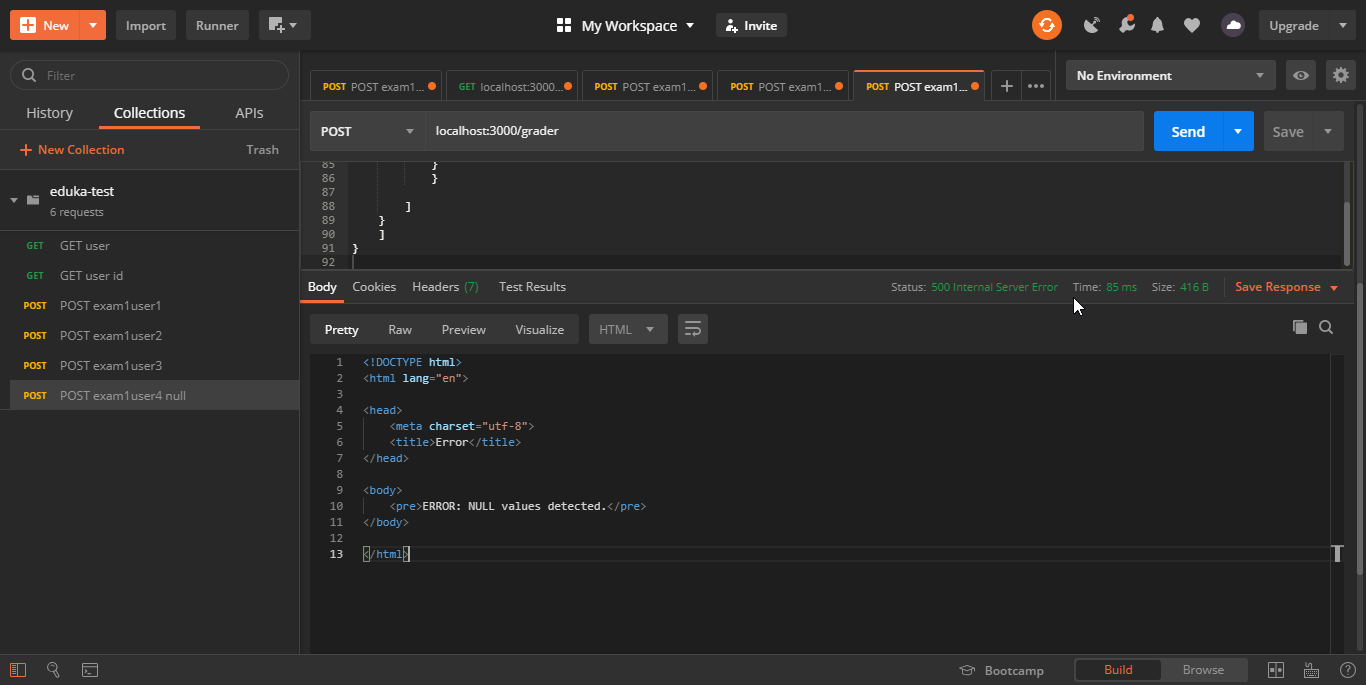 New
Import
Runner
My Workspace
Invite
Upgrade
Filter
History Collections APIs
New Collection Trash
eduka-test
6 requests
GET GET user
GET GET user id
POST POST exam1user1
POST POST exam1user2
POST POST exam1user3
POST POST exam1user4 null
POST POST exam1...
GET localhost:3000...
POST POST exam1...
POST POST exam1...
POST POST exam1...
No Environment
POST localhost:3000/grader Send Save
85 }
86 }
87
88 ]
89 }
90 ]
91 }
92
Body Cookies Headers (7) Test Results Status: 500 Internal Server Error Time: 85 ms Size: 416 B Save Response
Pretty Raw Preview Visualize HTML
1 <!DOCTYPE html>
2 <html lang="en">
3
4 <head>
5 <meta charset="utf-8">
6 <title>Error</title>
7 </head>
8
9 <body>
10 <pre>ERROR: NULL values detected.</pre>
11 </body>
12
13 </html>
Bootcamp Build Browse